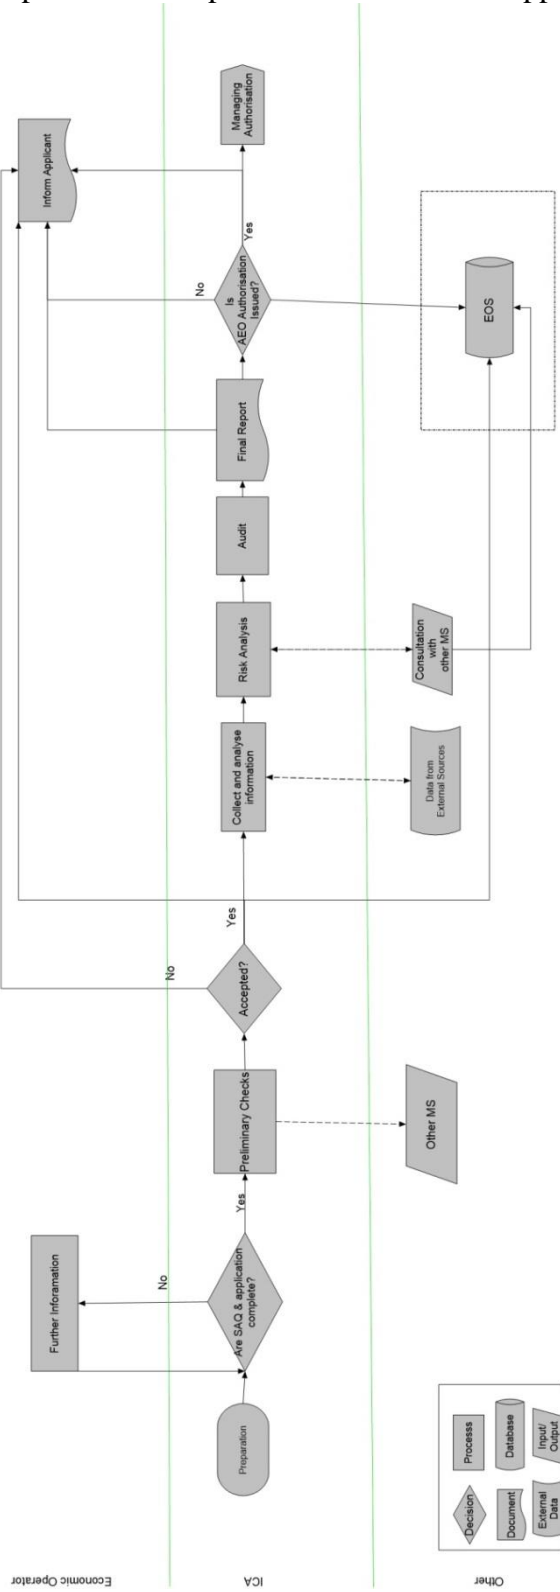 Economic Operator
ICA
Other
Further Inforamation
No
Preparation
Are SAQ & application
complete?
Yes
Preliminary Checks
Other MS
Accepted?
No
Yes
Collect and analyse
information
Data from
External Sources
Risk Analysis
Consultation
with
other MS
Audit
Final Report
Is
AEO Authorisation
Issued?
No
Yes
Inform Applicant
Managing
Authorisation
EOS
Decision
Processs
Document
Database
External
Data
Input/
Output